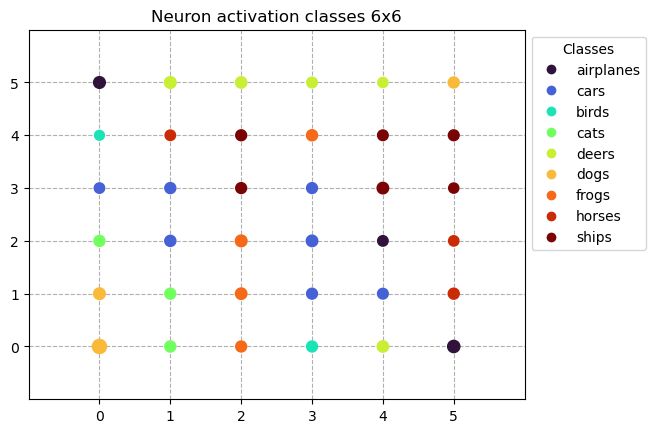 Neuron activation classes 6x6
Classes
airplanes
cars
birds
cats
deers
dogs
frogs
horses
ships
5
4
3
2
1
0
0 1 2 3 4 5